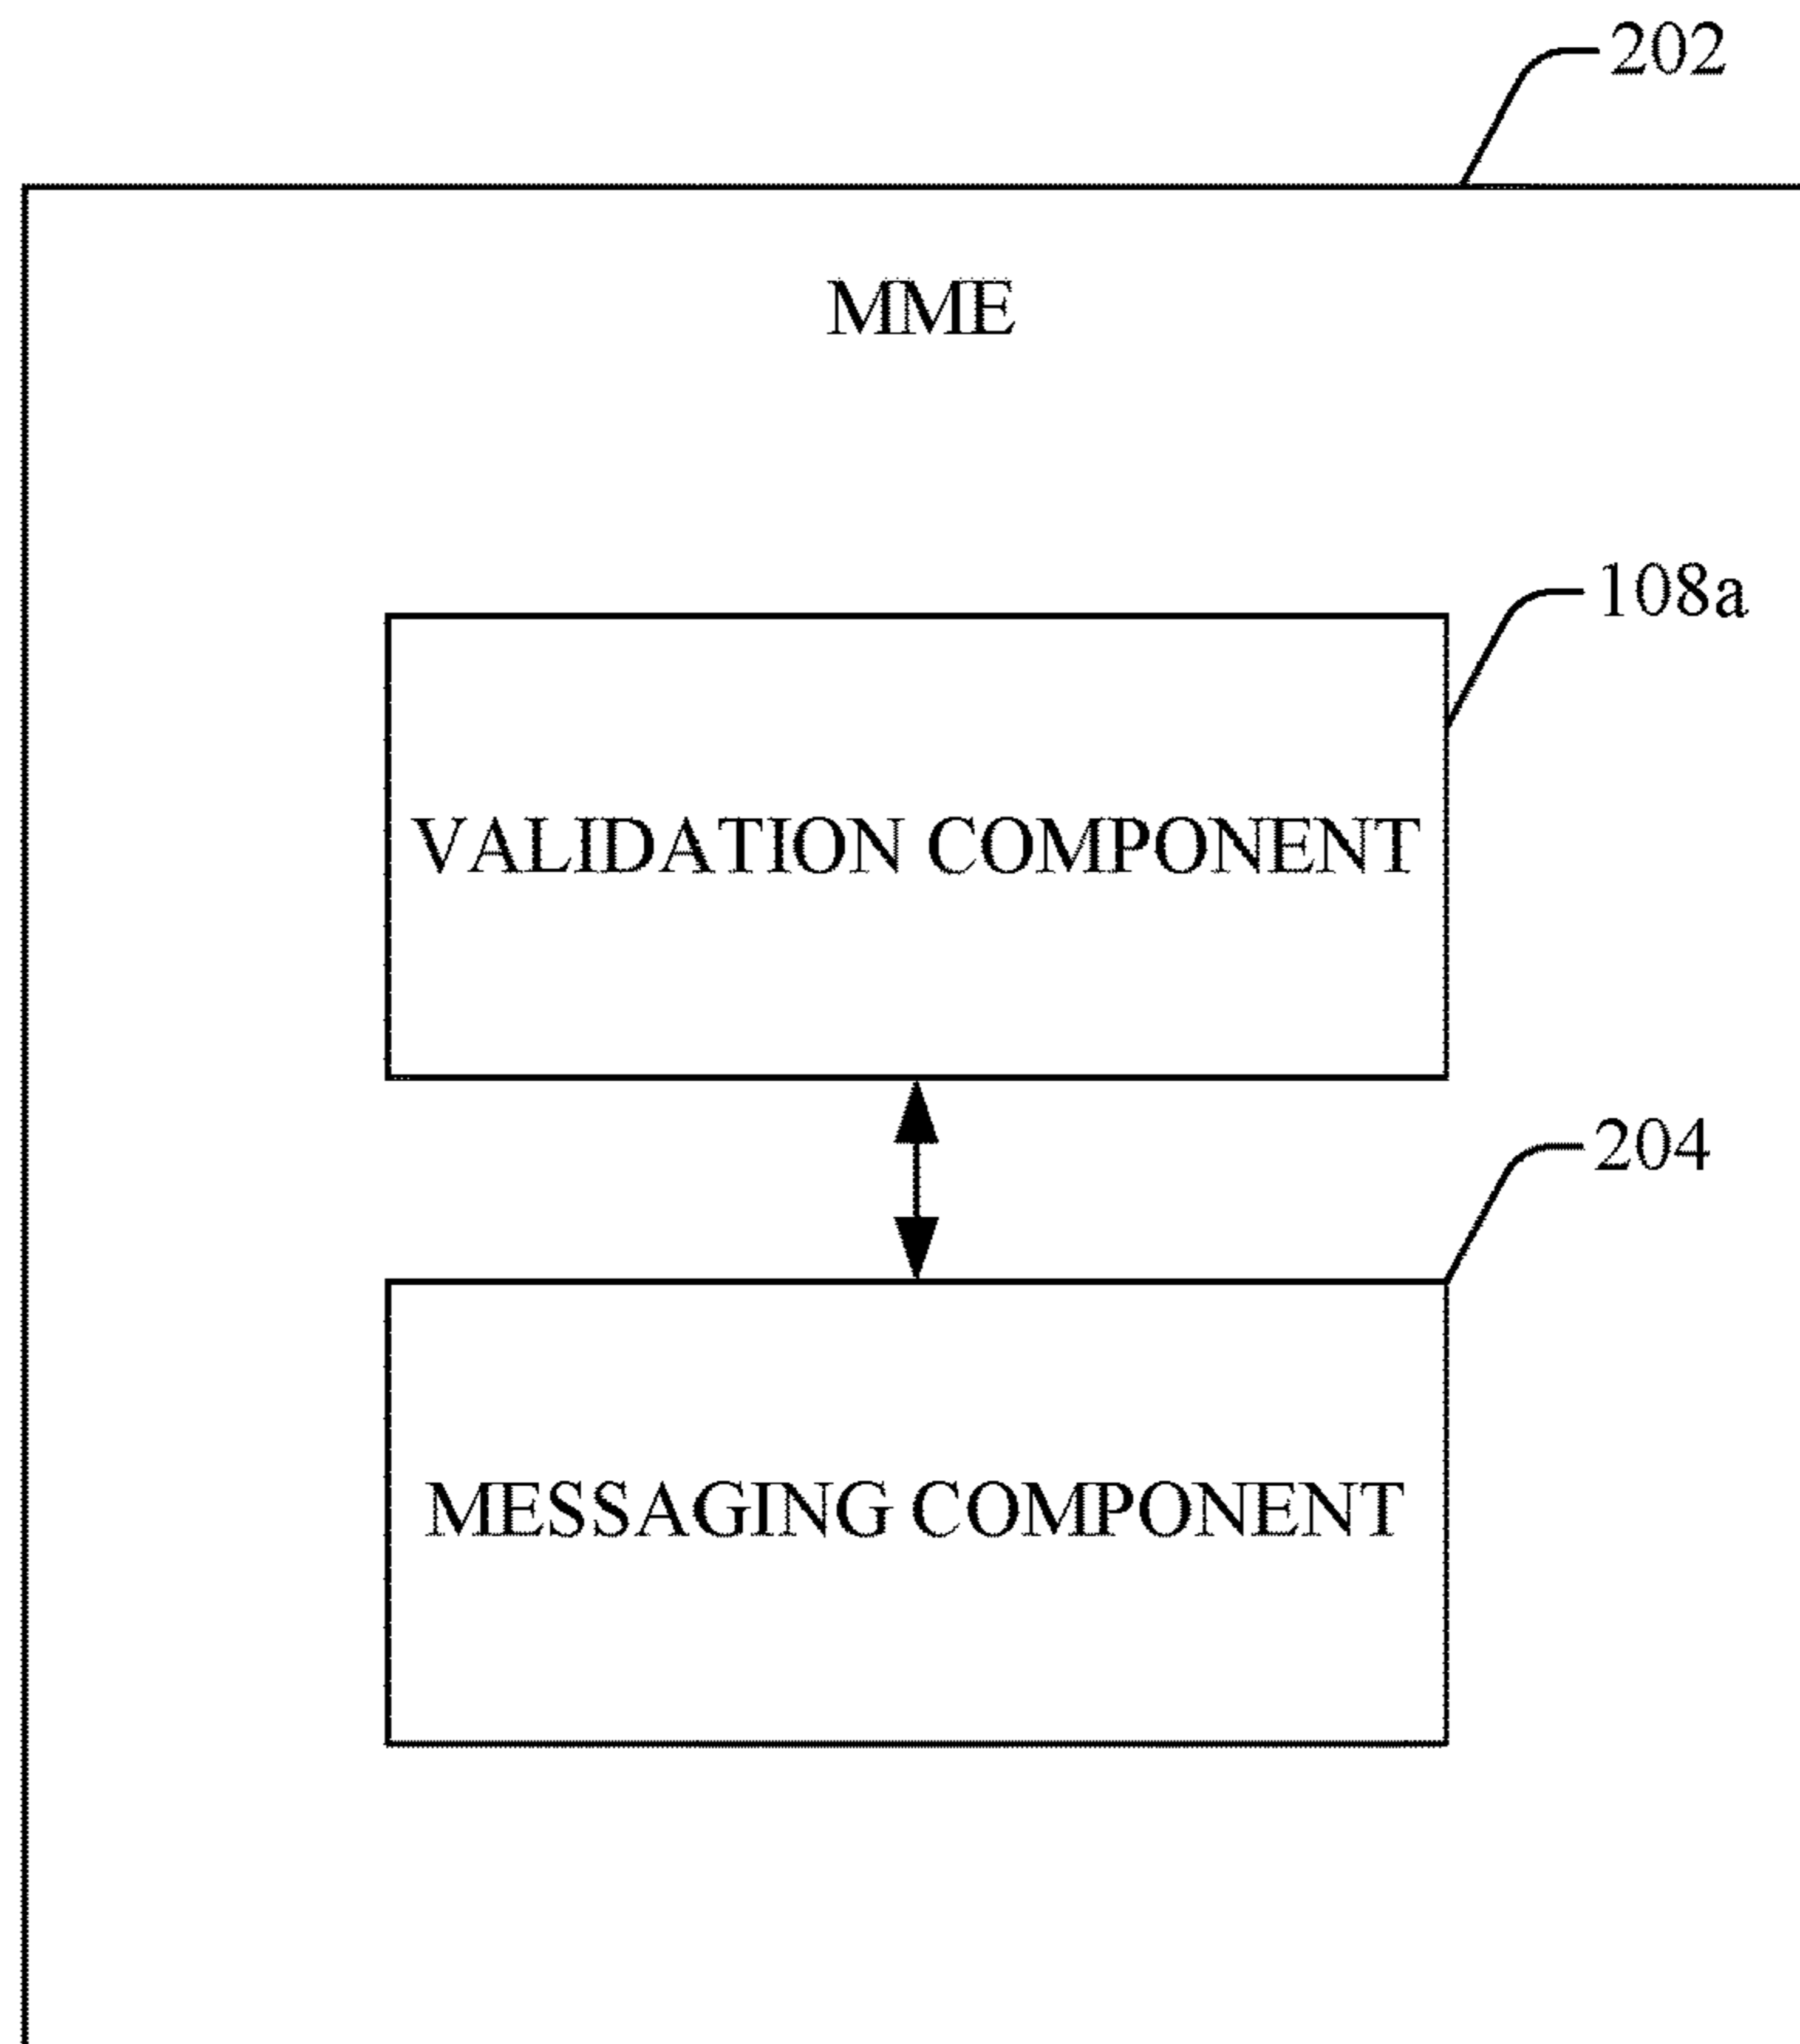 202
MME
108a
VALIDATION COMPONENT
204
MESSAGING COMPONENT